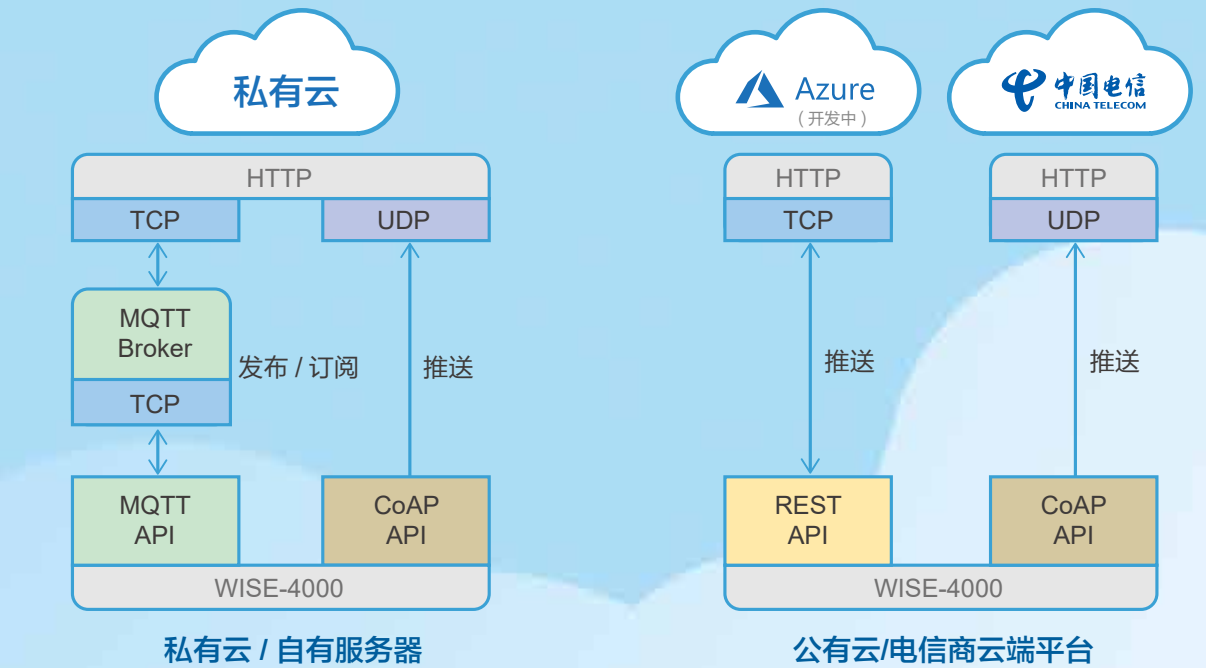 私有云
HTTP
TCP
UDP
MQTT
Broker
发布 / 订阅
推送
TCP
MQTT
API
CoAP
API
WISE-4000
私有云 / 自有服务器
Azure
( 开发中 )
中国电信
CHINA TELECOM
HTTP
HTTP
TCP
UDP
推送
推送
REST
API
CoAP
API
WISE-4000
公有云/电信商云端平台